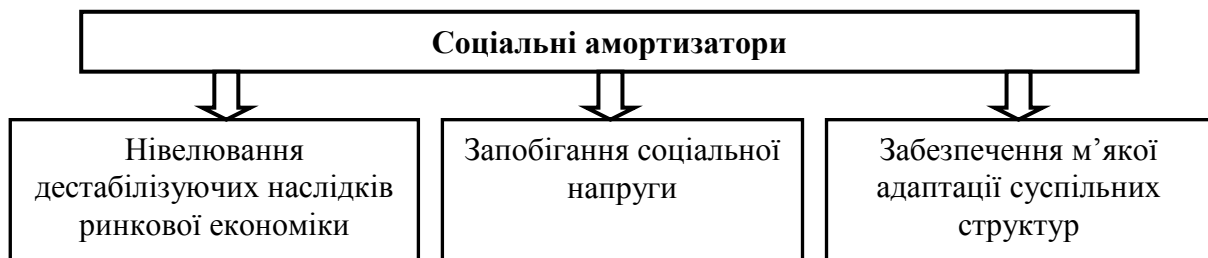 Соціальні амортизатори
Нівелювання
дестабілізуючих наслідків
ринкової економіки
Запобігання соціальної
напруги
Забезпечення м’якої
адаптації суспільних
структур